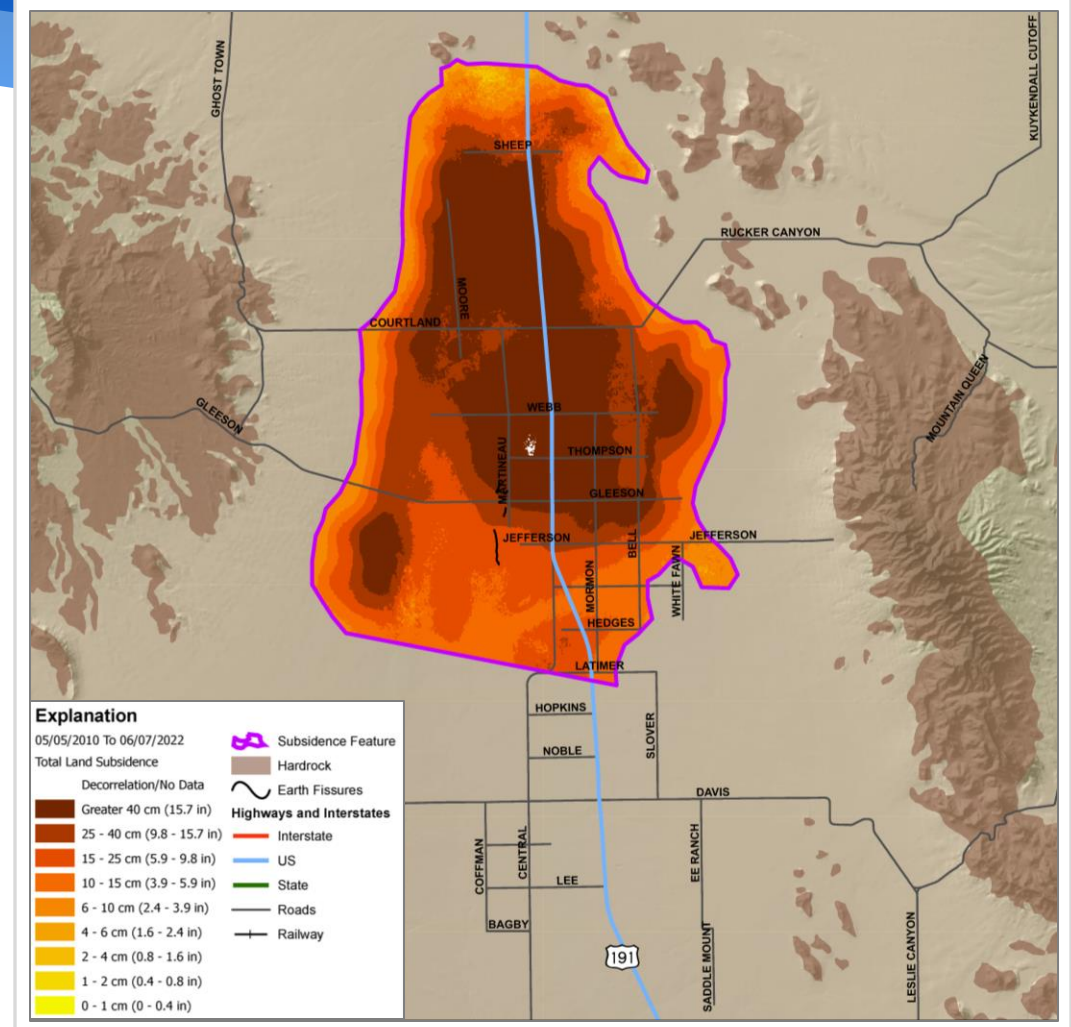 GHOST TOWN
KUYKENDALL CUTOFF
SHEEP
RUCKER CANYON
MOORE
COURTLAND
MOUNTAIN QUEEN
GLEESON
WEBB
MARTINEAU
THOMPSON
GLEESON
JEFFERSON
BELL
JEFFERSON
MORMON
WHITE FAWN
HEDGES
LATIMER
HOPKINS
SLOVER
NOBLE
DAVIS
COFFMAN
CENTRAL
EE RANCH
LEE
BAGBY
191
SADDLE MOUNT
LESLIE CANYON
Explanation
05/05/2010 To 06/07/2022
Total Land Subsidence
Decorrelation/No Data
Greater 40 cm (15.7 in)
25 - 40 cm (9.8 - 15.7 in)
15 - 25 cm (5.9 - 9.8 in)
10 - 15 cm (3.9 - 5.9 in)
6 - 10 cm (2.4 - 3.9 in)
4 - 6 cm (1.6 - 2.4 in)
2 - 4 cm (0.8 - 1.6 in)
1 - 2 cm (0.4 - 0.8 in)
0 - 1 cm (0 - 0.4 in)
Subsidence Feature
Hardrock
Earth Fissures
Highways and Interstates
Interstate
US
State
Roads
Railway